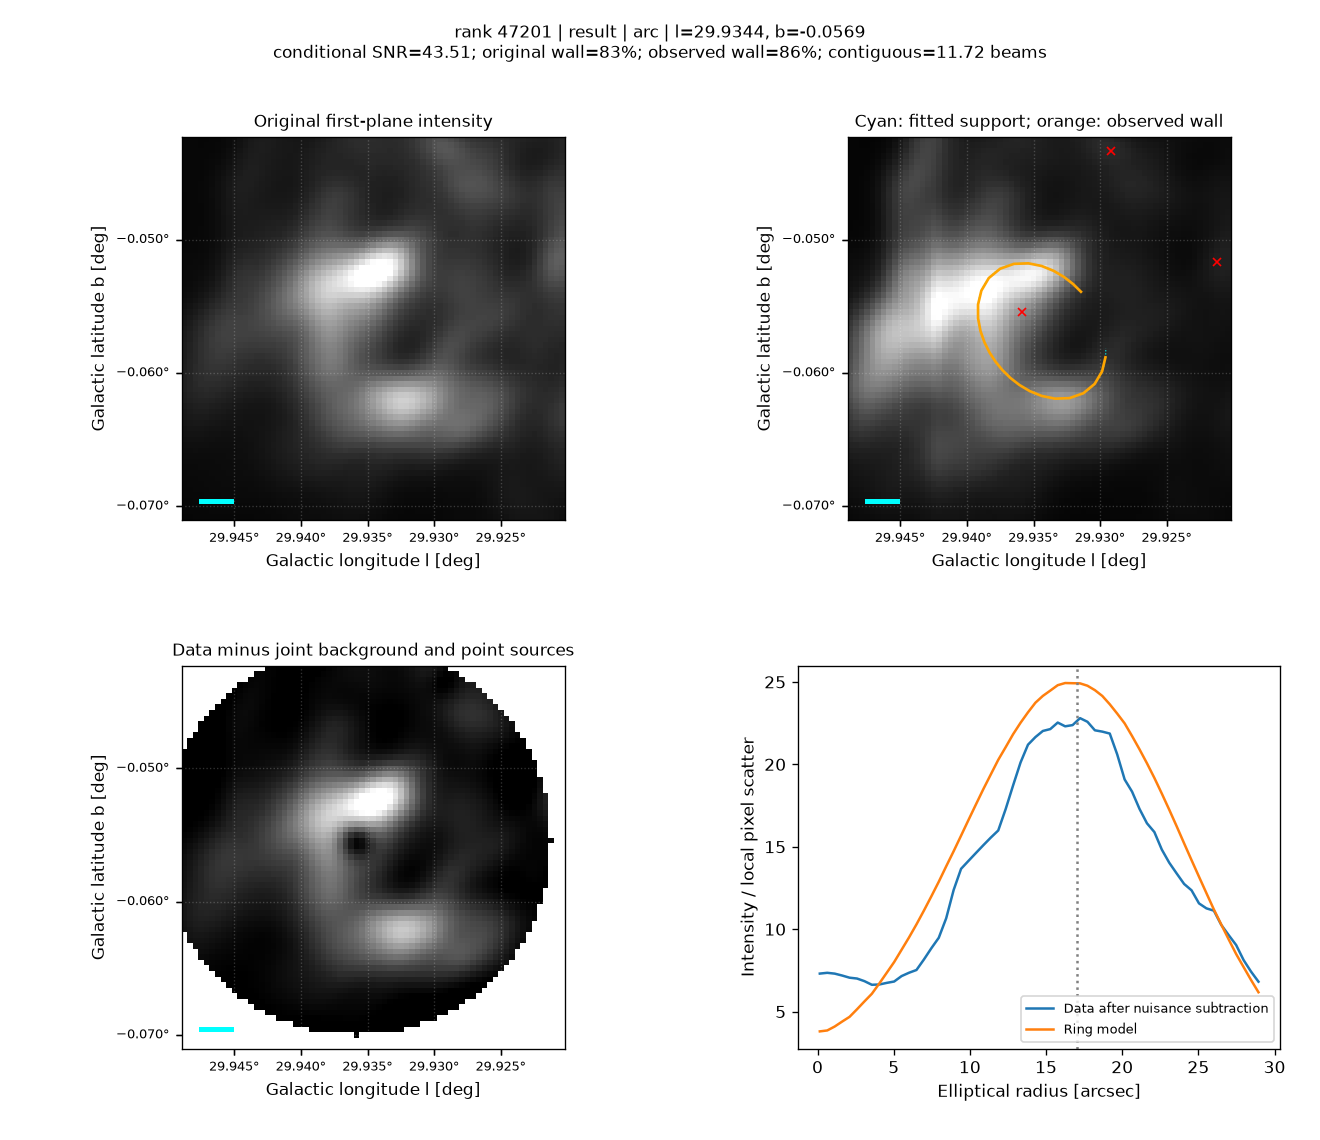 rank 47201 | result | arc | l=29.9344, b=-0.0569
conditional SNR=43.51; original wall=83%; observed wall=86%; contiguous=11.72 beams
Original first-plane intensity
−0.050°
−0.060°
−0.070°
29.945° 29.940° 29.935° 29.930° 29.925°
Galactic longitude l [deg]
Galactic latitude b [deg]
Cyan: fitted support; orange: observed wall
−0.050°
−0.060°
−0.070°
29.945° 29.940° 29.935° 29.930° 29.925°
Galactic longitude l [deg]
Galactic latitude b [deg]
Data minus joint background and point sources
−0.050°
−0.060°
−0.070°
29.945° 29.940° 29.935° 29.930° 29.925°
Galactic longitude l [deg]
Galactic latitude b [deg]
25
20
15
10
5
0 5 10 15 20 25 30
Elliptical radius [arcsec]
Intensity / local pixel scatter
Data after nuisance subtraction
Ring model